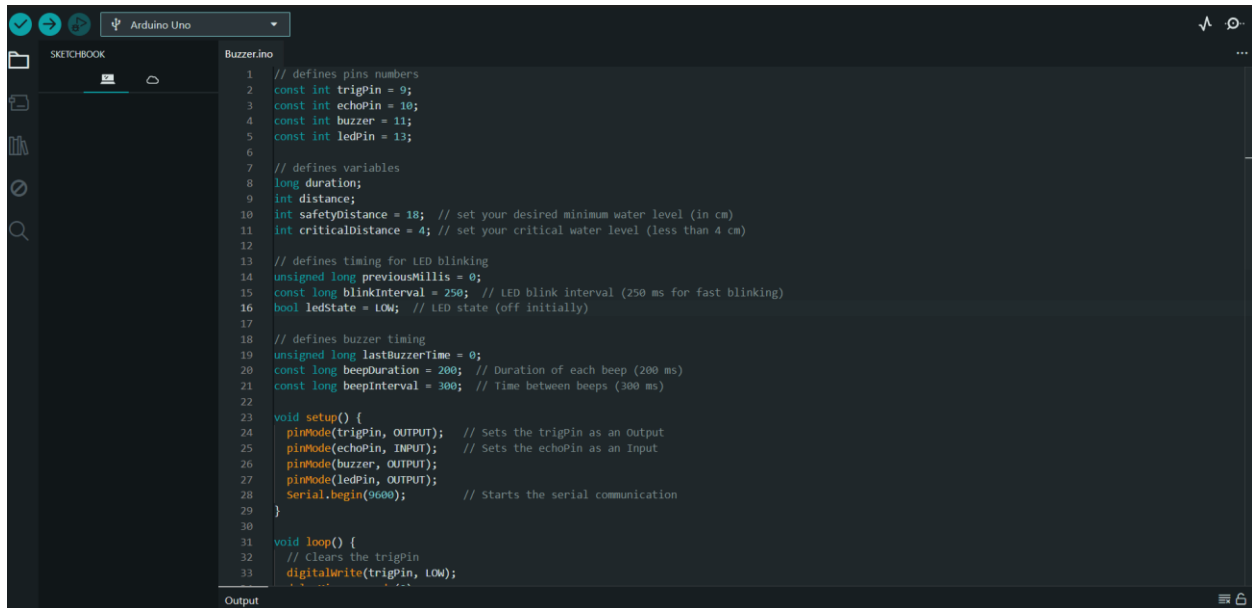 Arduino Uno
SKETCHBOOK
Buzzer.ino
1 // defines pins numbers
2 const int trigPin = 9;
3 const int echoPin = 10;
4 const int buzzer = 11;
5 const int ledPin = 13;
6
7 // defines variables
8 long duration;
9 int distance;
10 int safetyDistance = 18; // set your desired minimum water level (in cm)
11 int criticalDistance = 4; // set your critical water level (less than 4 cm)
12
13 // defines timing for LED blinking
14 unsigned long previousMillis = 0;
15 const long blinkInterval = 250; // LED blink interval (250 ms for fast blinking)
16 bool ledState = LOW; // LED state (off initially)
17
18 // defines buzzer timing
19 unsigned long lastBuzzerTime = 0;
20 const long beepDuration = 200; // Duration of each beep (200 ms)
21 const long beepInterval = 300; // Time between beeps (300 ms)
22
23 void setup() {
24 pinMode(trigPin, OUTPUT); // Sets the trigPin as an Output
25 pinMode(echoPin, INPUT); // Sets the echoPin as an Input
26 pinMode(buzzer, OUTPUT);
27 pinMode(ledPin, OUTPUT);
28 Serial.begin(9600); // Starts the serial communication
29 }
30
31 void loop() {
32 // Clears the trigPin
33 digitalWrite(trigPin, LOW);
Output